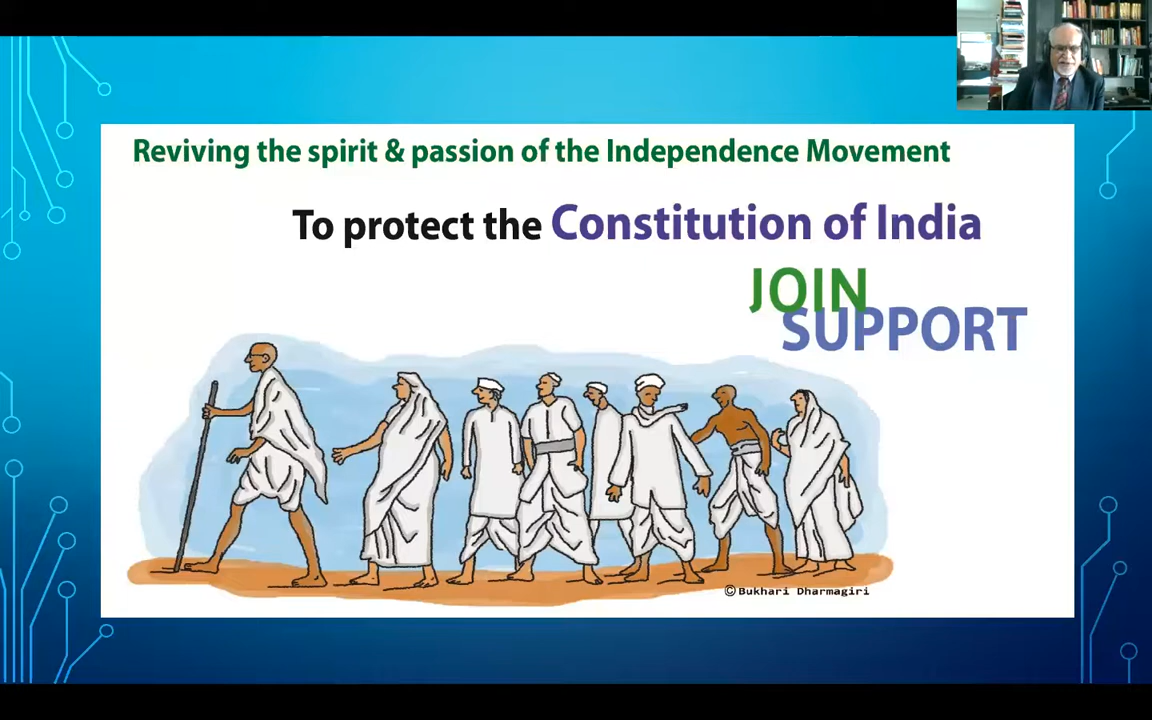 Reviving the spirit & passion of the Independence Movement
To protect the Constitution of India
JOIN
SUPPORT
©Bukhari Dharmagiri